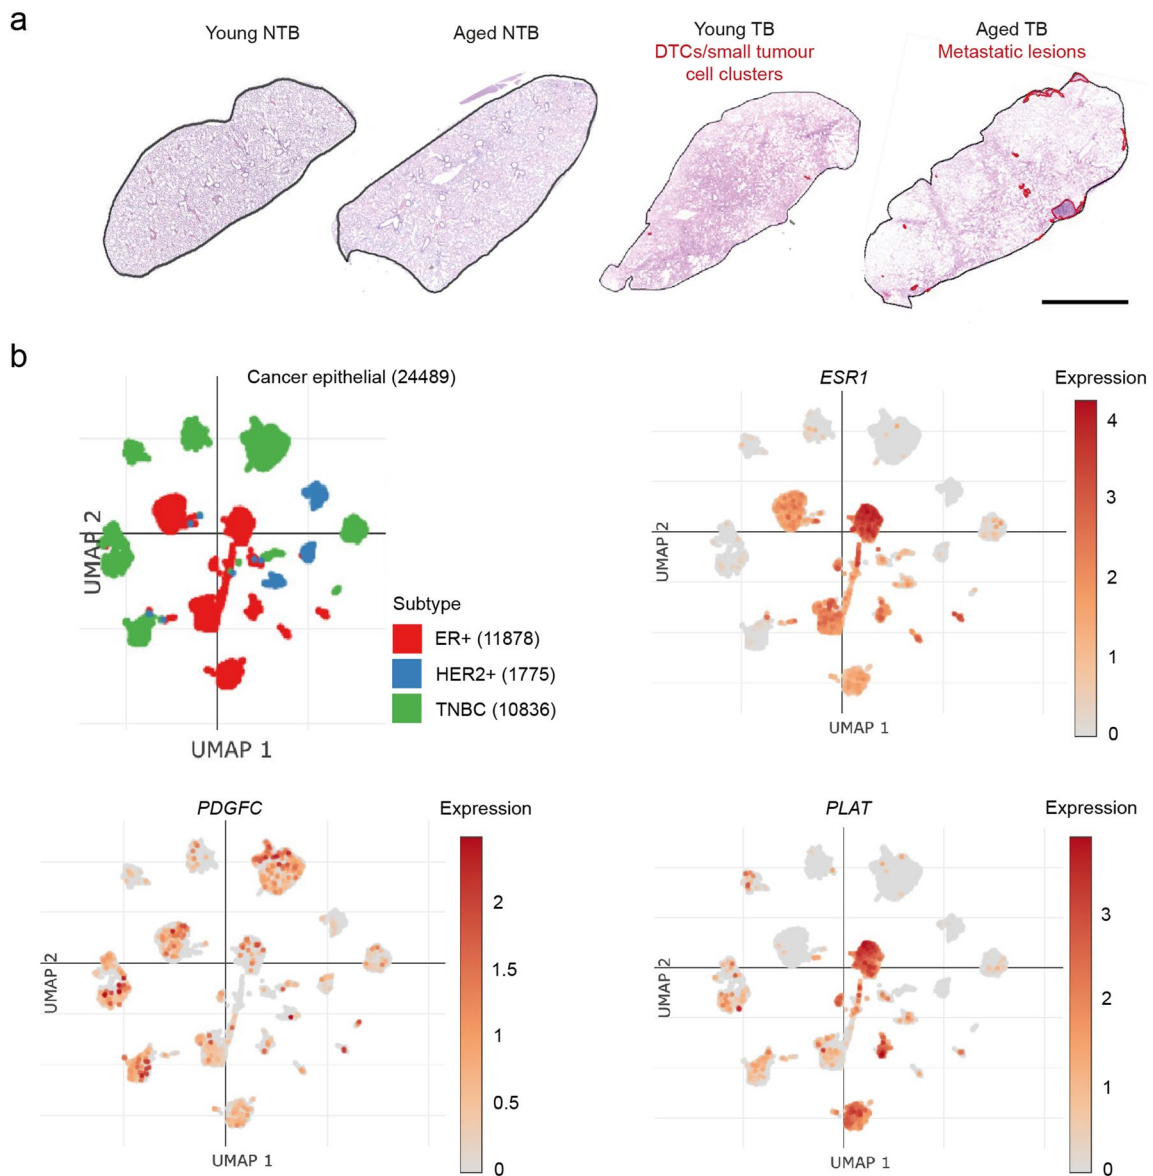 a
Young NTB
Aged NTB
Young TB
DTCs/small tumour
cell clusters
Aged TB
Metastatic lesions
b
Cancer epithelial (24489)
UMAP 2
UMAP 1
Subtype
ER+ (11878)
HER2+ (1775)
TNBC (10836)
ESR1
Expression
UMAP 2
UMAP 1
4
3
2
1
0
PDGFC
Expression
UMAP 2
UMAP 1
2
1.5
1
0.5
0
PLAT
Expression
UMAP 2
UMAP 1
3
2
1
0